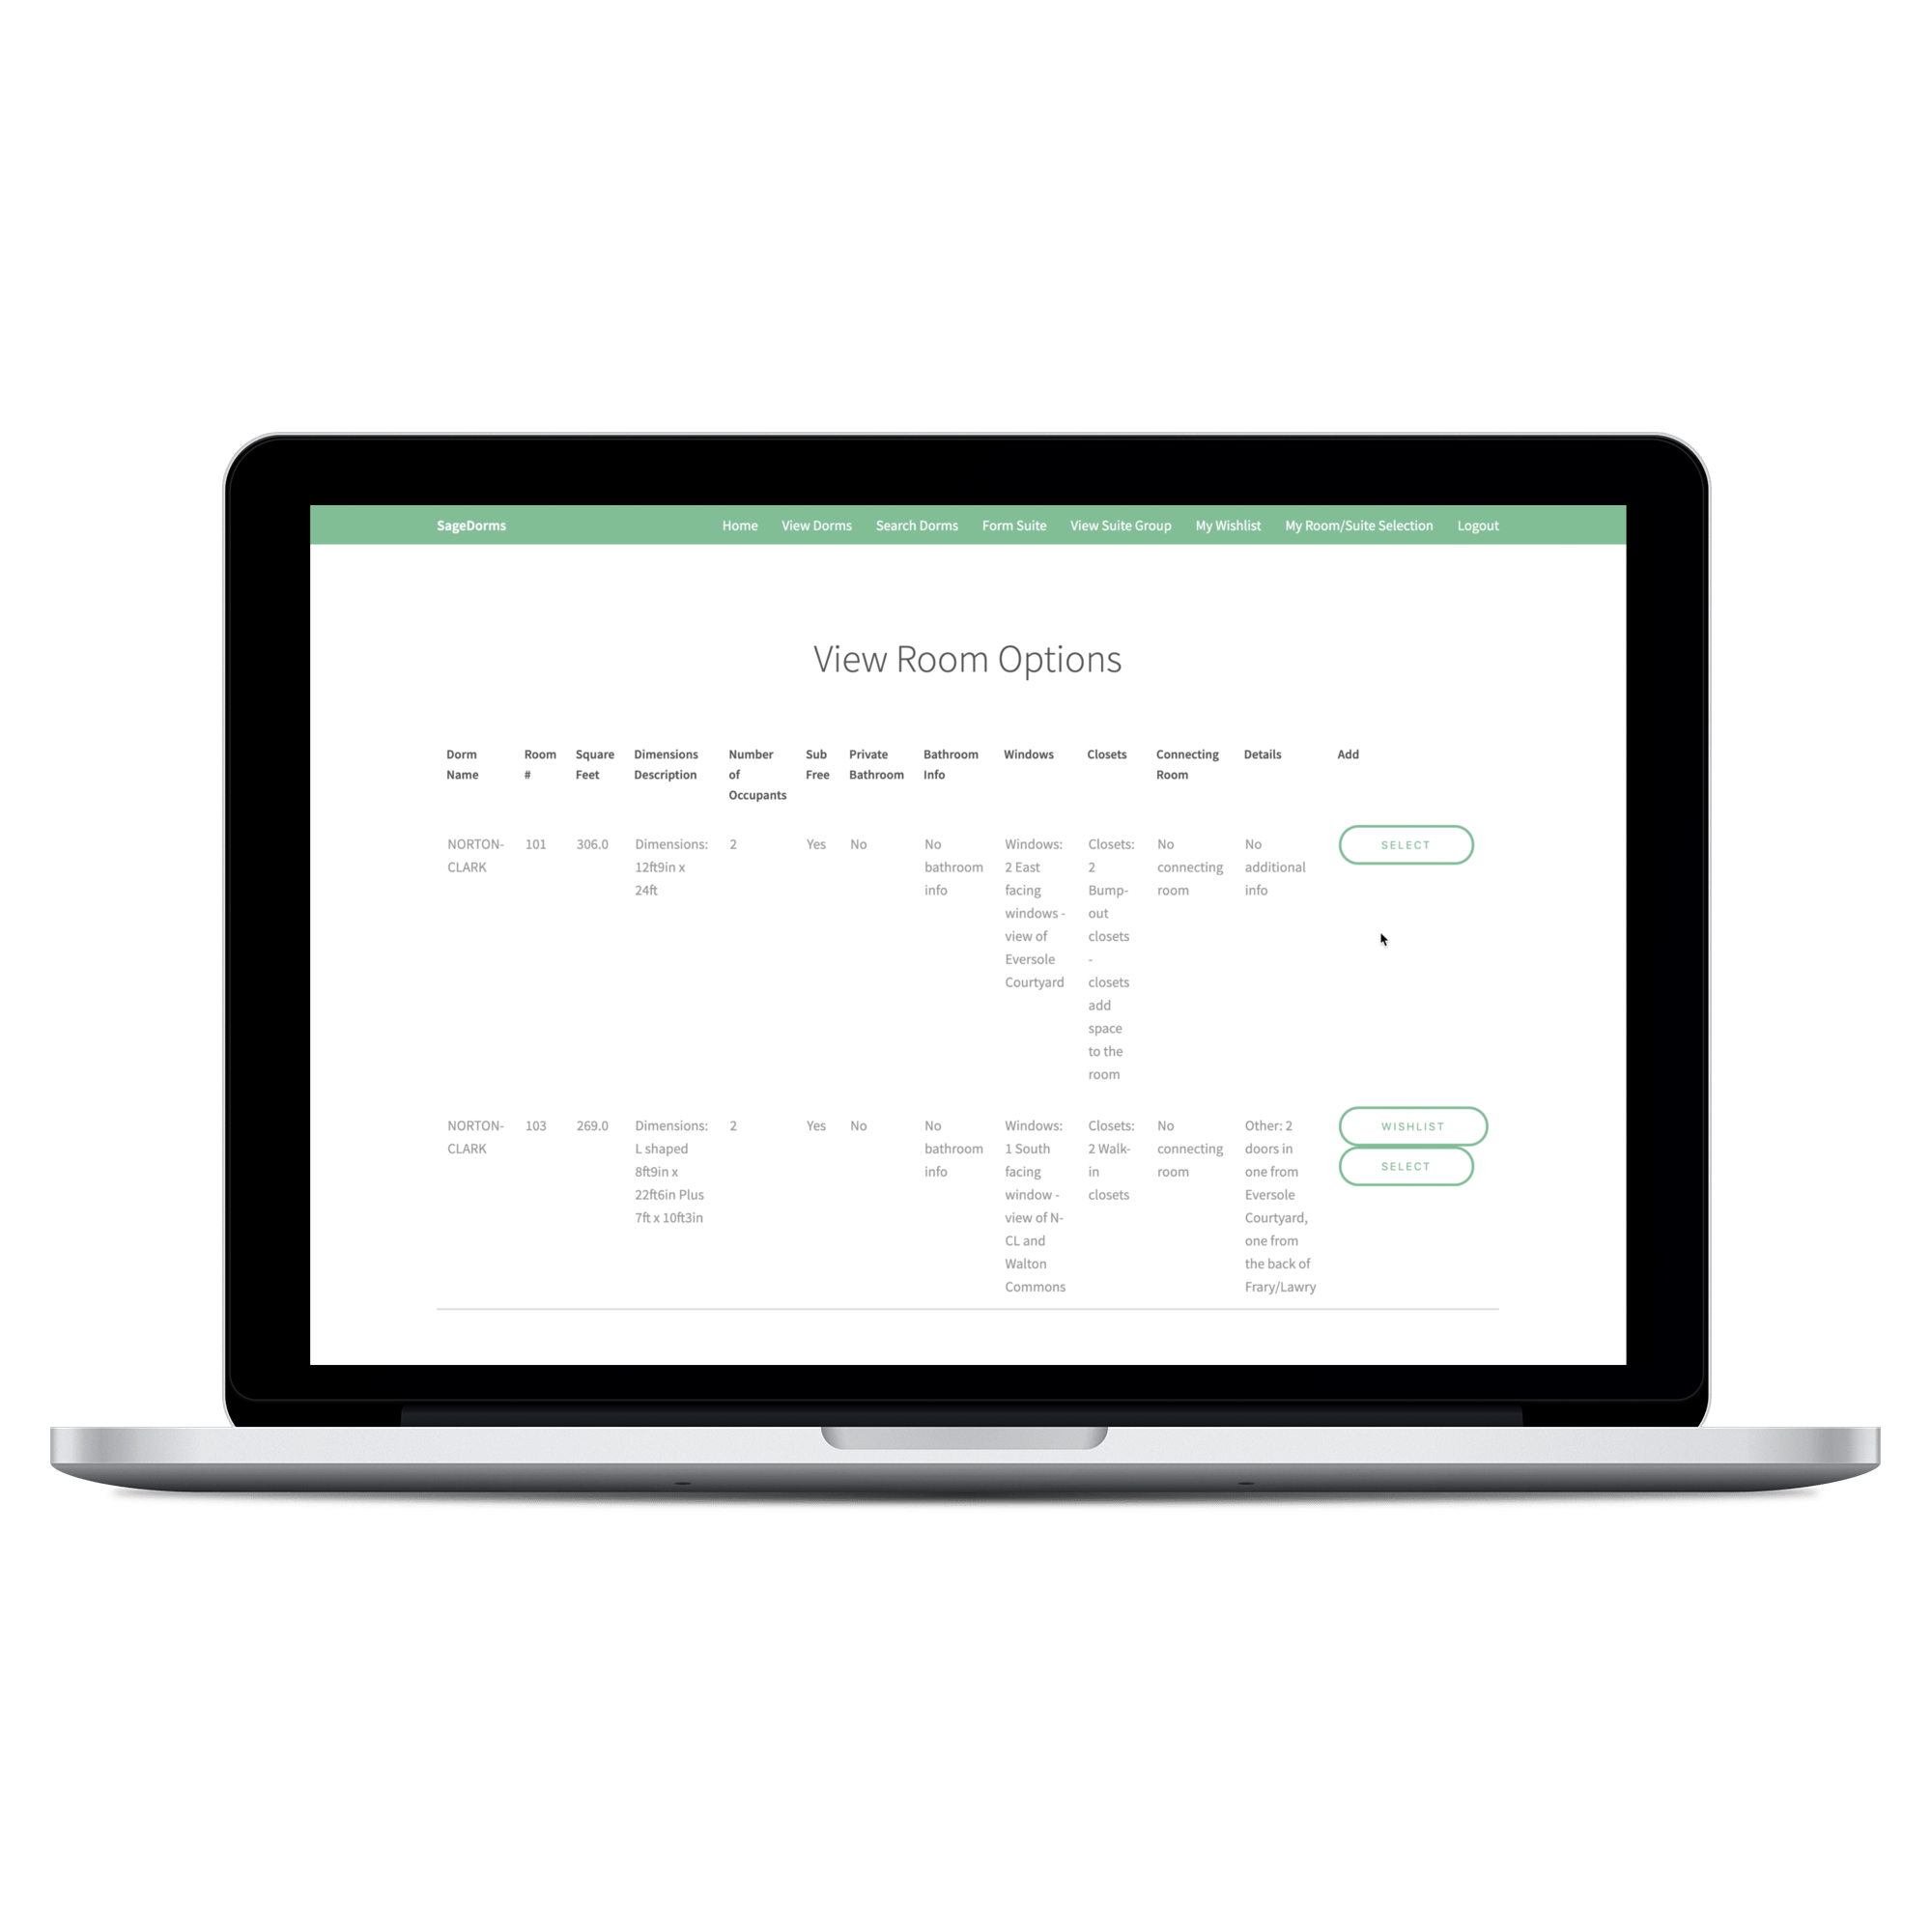 SageDorms Home View Dorms Search Dorms Form Suite View Suite Group My Wishlist My Room/Suite Selection Logout
View Room Options
Dorm Room Square Dimensions Number Sub Private Bathroom Windows Closets Connecting Details Add
Name # Feet Description of Free Bathroom Info Room
Occupants
NORTON- 101 306.0 Dimensions: 2 Yes No No Windows: Closets: No No SELECT
CLARK 12ft9in x bathroom 2 East 2 connecting additional
24ft info facing Bump- room info
windows - out
view of closets
Eversole -
Courtyard closets
add
space
to the
room
NORTON- 103 269.0 Dimensions: 2 Yes No No Windows: Closets: No Other: 2 WISHLIST
CLARK L shaped bathroom 1 South 2 Walk- connecting doors in SELECT
8ft9in x info facing in room one from
22ft6in Plus window - closets Eversole
7ft x 10ft3in view of N- Courtyard,
CL and one from
Walton the back of
Commons Frary/Lawry